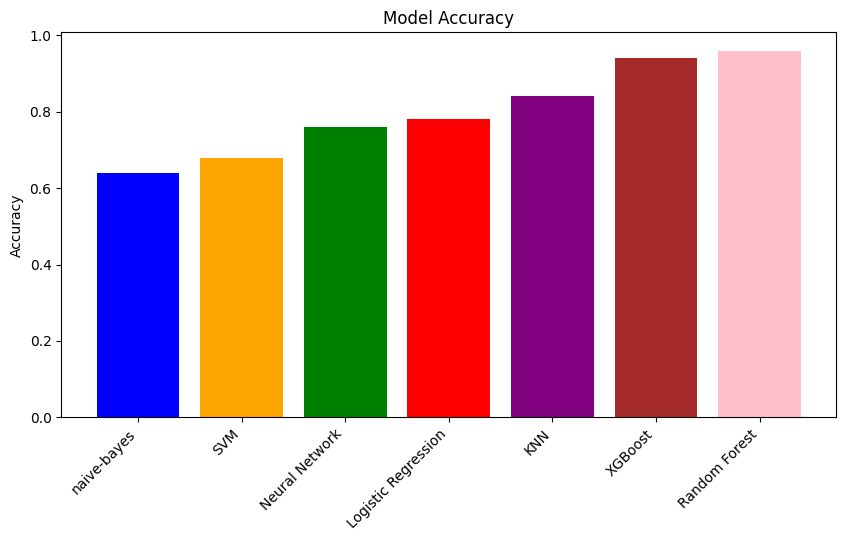 Model Accuracy
Accuracy
1.0
0.8
0.6
0.4
0.2
0.0
naive-bayes
SVM
Neural Network
Logistic Regression
KNN
XGBoost
Random Forest